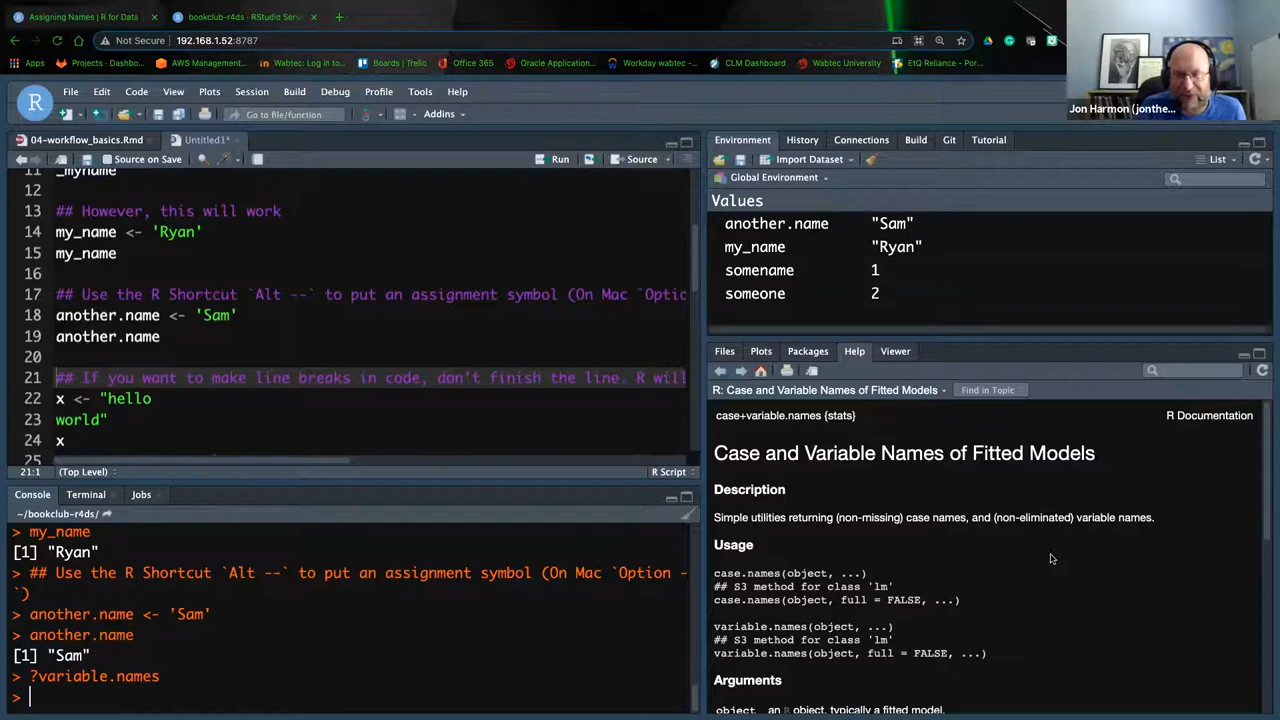 Assigning Names | R for Data
bookclub-r4ds - RStudio Serv
Not Secure 192.168.1.52:8787
Apps Projects - Dashbo... AWS Management... Wabtec: Log in to... Boards | Trello Office 365 Oracle Application... Workday wabtec -... CLM Dashboard Wabtec University EtQ Reliance - Por...
Jon Harmon (jonthe...
R File Edit Code View Plots Session Build Debug Profile Tools Help
Go to file/function Addins
04-workflow_basics.Rmd Untitled1*
Source on Save Run Source
11 _myname
12
13 ## However, this will work
14 my_name <- 'Ryan'
15 my_name
16
17 ## Use the R Shortcut `Alt --` to put an assignment symbol (On Mac `Optio
18 another.name <- 'Sam'
19 another.name
20
21 ## If you want to make line breaks in code, don't finish the line. R will
22 x <- "hello
23 world"
24 x
25
21:1 (Top Level) R Script
Console Terminal Jobs
~/bookclub-r4ds/
> my_name
[1] "Ryan"
> ## Use the R Shortcut `Alt --` to put an assignment symbol (On Mac `Option -
`)
> another.name <- 'Sam'
> another.name
[1] "Sam"
> ?variable.names
>
Environment History Connections Build Git Tutorial
Import Dataset List
Global Environment
Values
another.name "Sam"
my_name "Ryan"
somename 1
someone 2
Files Plots Packages Help Viewer
R: Case and Variable Names of Fitted Models Find in Topic
case+variable.names {stats} R Documentation
Case and Variable Names of Fitted Models
Description
Simple utilities returning (non-missing) case names, and (non-eliminated) variable names.
Usage
case.names(object, ...)
## S3 method for class 'lm'
case.names(object, full = FALSE, ...)
variable.names(object, ...)
## S3 method for class 'lm'
variable.names(object, full = FALSE, ...)
Arguments
object an R object, typically a fitted model.